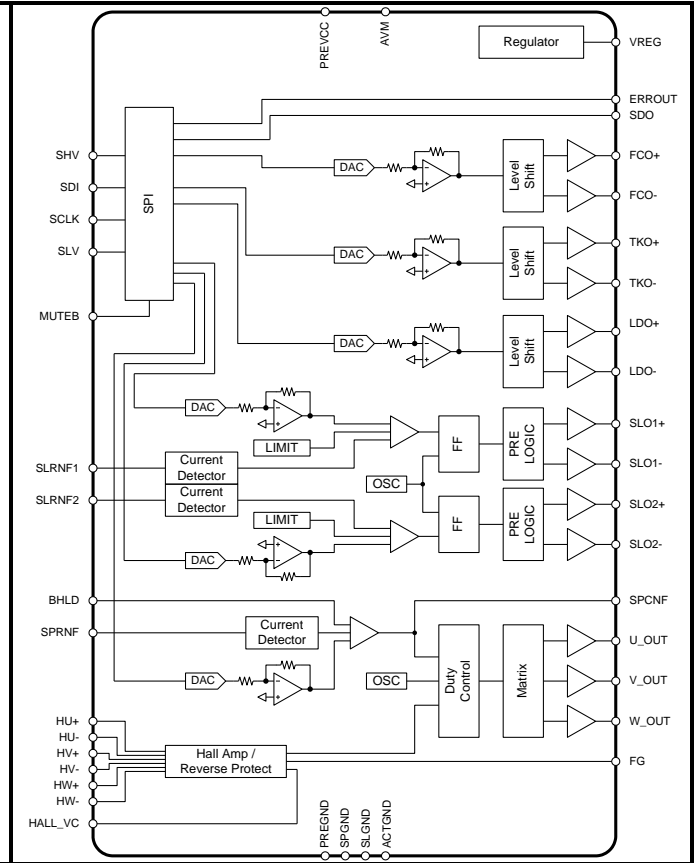 PREVCC
AVM
Regulator
VREG
ERROUT
SDO
SHV
SDI
SCLK
SLV
MUTEB
SPI
DAC
Level
Shift
FCO+
FCO-
DAC
Level
Shift
TKO+
TKO-
DAC
Level
Shift
LDO+
LDO-
DAC
LIMIT
FF
PRE
LOGIC
SLO1+
SLO1-
SLRNF1
Current
Detector
OSC
SLRNF2
Current
Detector
LIMIT
FF
PRE
LOGIC
SLO2+
SLO2-
DAC
BHLD
SPCNF
SPRNF
Current
Detector
DAC
OSC
Duty
Control
Matrix
U_OUT
V_OUT
W_OUT
HU+
HU-
HV+
HV-
HW+
HW-
Hall Amp /
Reverse Protect
FG
HALL_VC
PREGND
SPGND
SLGND
ACTGND